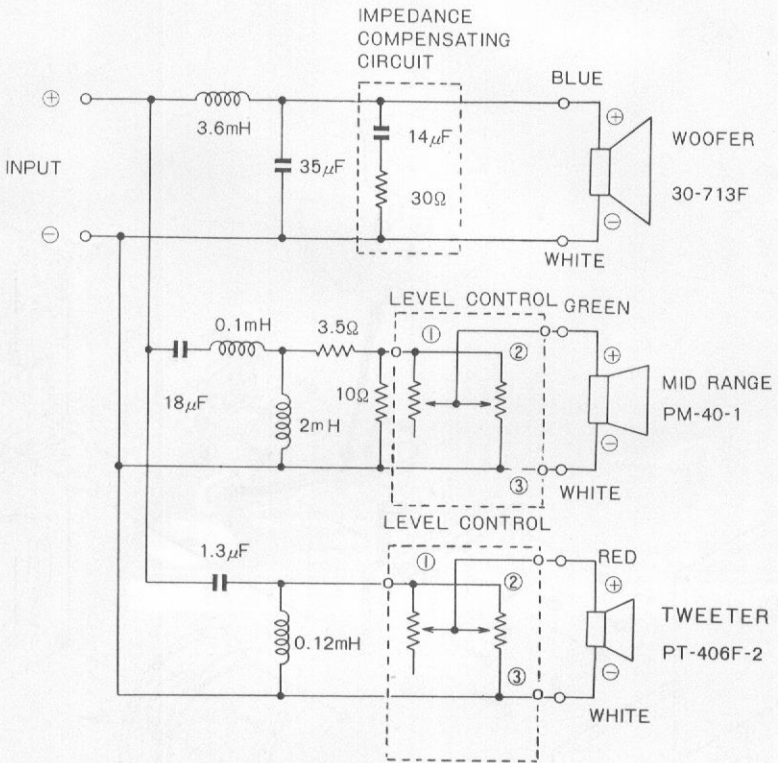 IMPEDANCE
COMPENSATING
CIRCUIT
BLUE
⊕
3.6mH
14μF
⊕
WOOFER
INPUT
35μF
30Ω
30-713F
⊖
⊖
WHITE
LEVEL CONTROL
GREEN
0.1mH
3.5Ω
①
②
⊕
10Ω
MID RANGE
18μF
2mH
PM-40-1
⊖
③
WHITE
LEVEL CONTROL
1.3μF
①
RED
②
⊕
TWEETER
0.12mH
PT-406F-2
③
⊖
WHITE